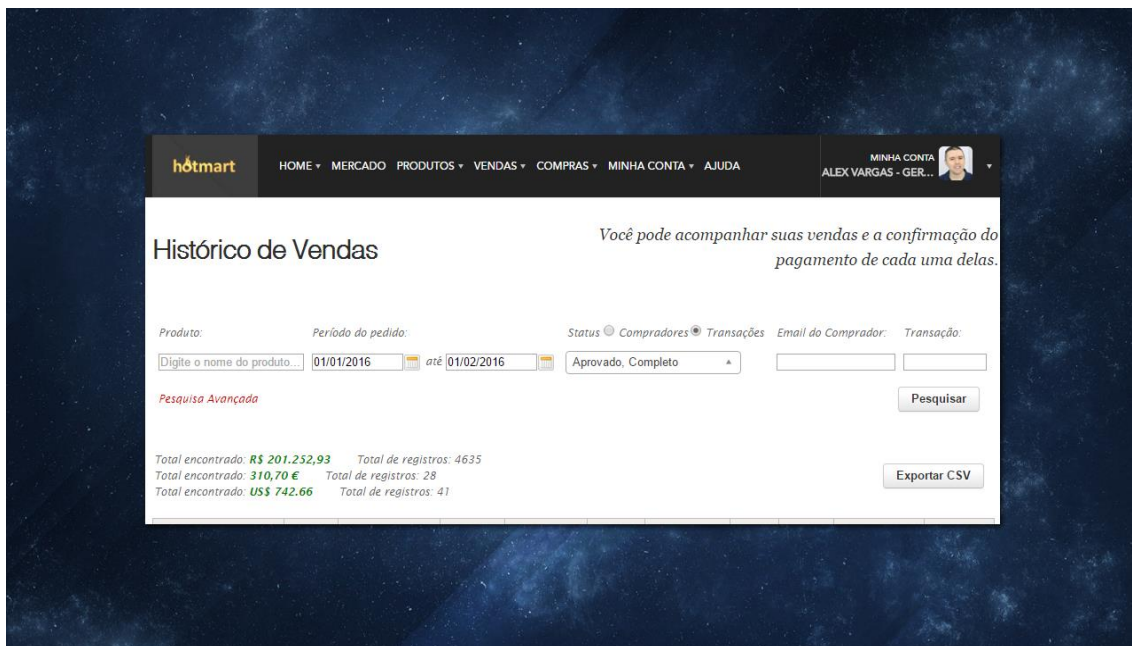 hotmart HOME MERCADO PRODUTOS VENDAS COMPRAS MINHA CONTA AJUDA MINHA CONTA
ALEX VARGAS - GER...
Histórico de Vendas
Você pode acompanhar suas vendas e a confirmação do
pagamento de cada uma delas.
Produto: Período do pedido: Status Compradores Transações Email do Comprador: Transação:
Digite o nome do produto... 01/01/2016 até 01/02/2016 Aprovado, Completo
Pesquisa Avançada Pesquisar
Total encontrado: R$ 201.252,93 Total de registros: 4635
Total encontrado: 310,70 € Total de registros: 28
Total encontrado: US$ 742.66 Total de registros: 41
Exportar CSV